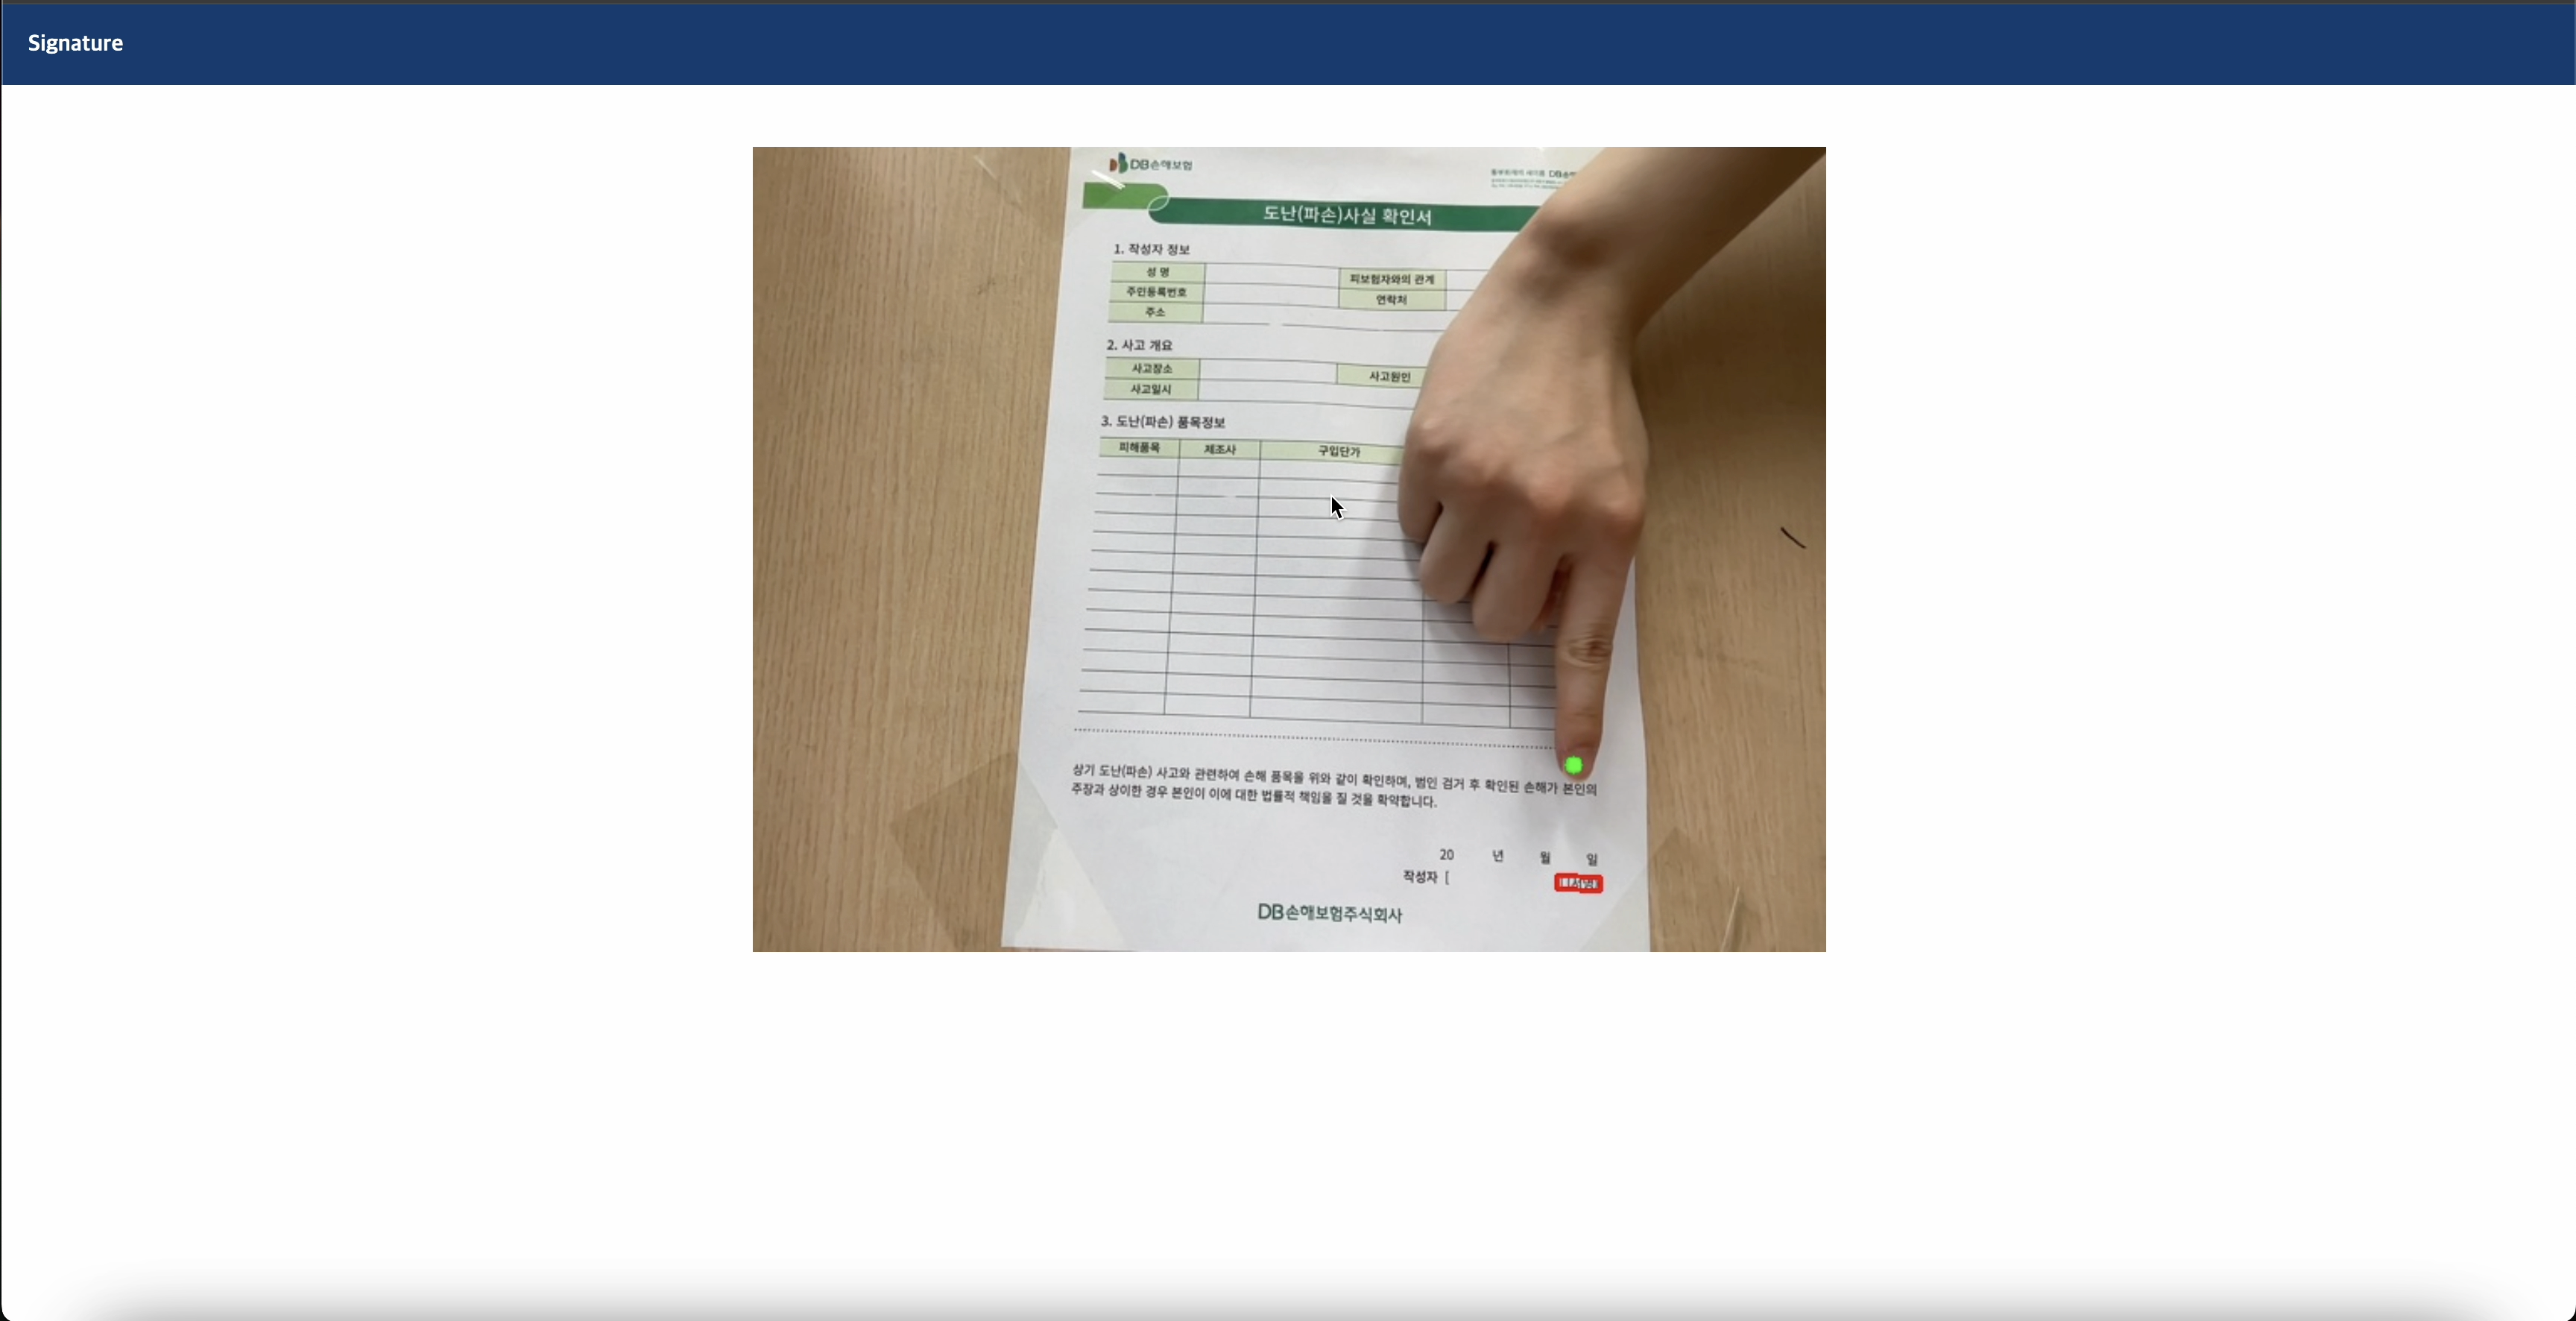 Signature
DB손해보험
도난(파손)사실 확인서
1. 작성자 정보
성 명
피보험자와의 관계
주민등록번호
연락처
주소
2. 사고 개요
사고장소
사고원인
사고일시
3. 도난(파손) 품목정보
피해품목 제조사 구입단가
상기 도난(파손) 사고와 관련하여 손해 품목을 위와 같이 확인하며, 범인 검거 후 확인된 손해가 본인의
주장과 상이한 경우 본인이 이에 대한 법률적 책임을 질 것을 확약합니다.
20 년 월 일
작성자 [
DB손해보험주식회사